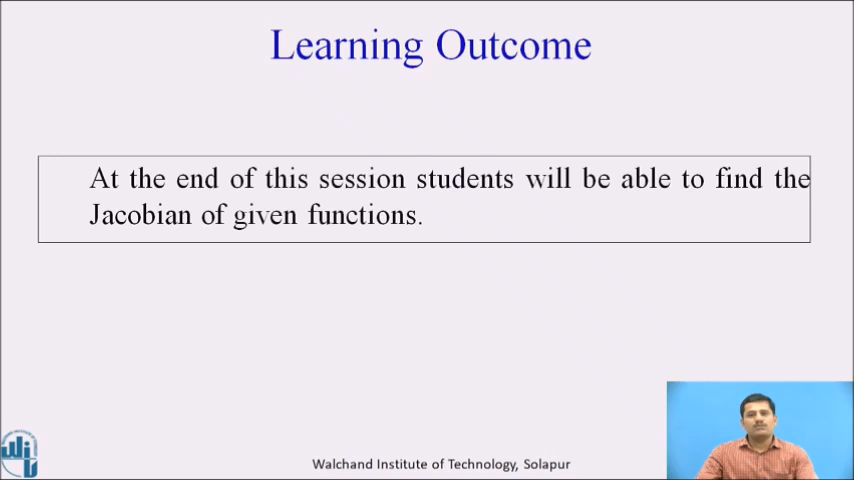 Learning Outcome
At the end of this session students will be able to find the
Jacobian of given functions.
Walchand Institute of Technology, Solapur